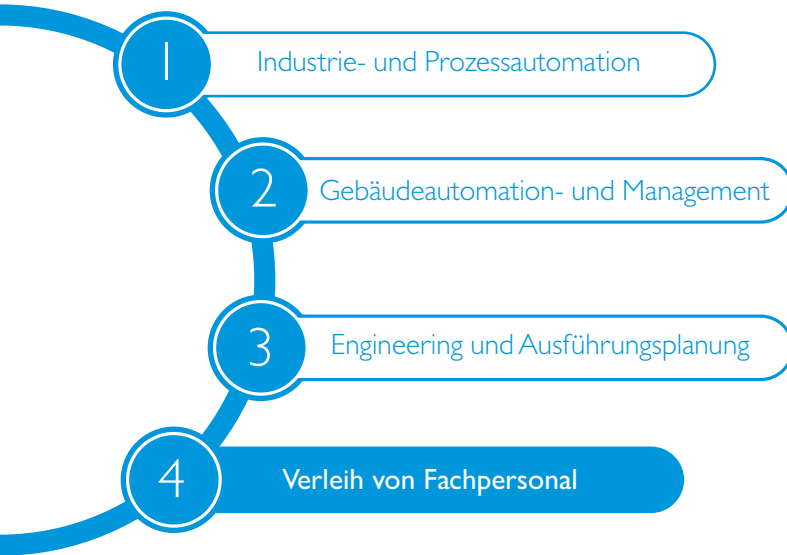 1 Industrie- und Prozessautomation
2 Gebäudeautomation- und Management
3 Engineering und Ausführungsplanung
4 Verleih von Fachpersonal